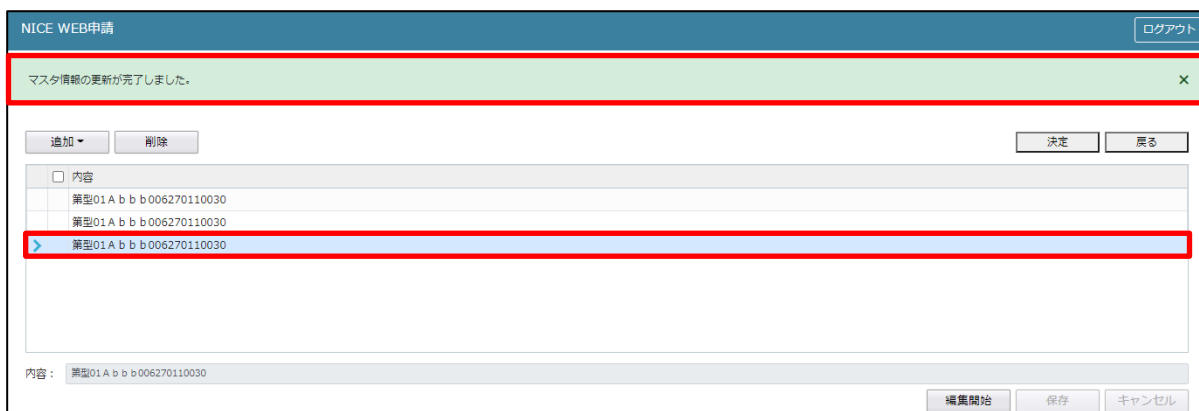 NICE WEB申請 ログアウト
マスタ情報の更新が完了しました。 ×
追加 削除 決定 戻る
内容
第型01Ａｂｂｂ006270110030
第型01Ａｂｂｂ006270110030
第型01Ａｂｂｂ006270110030
内容： 第型01Ａｂｂｂ006270110030
編集開始 保存 キャンセル